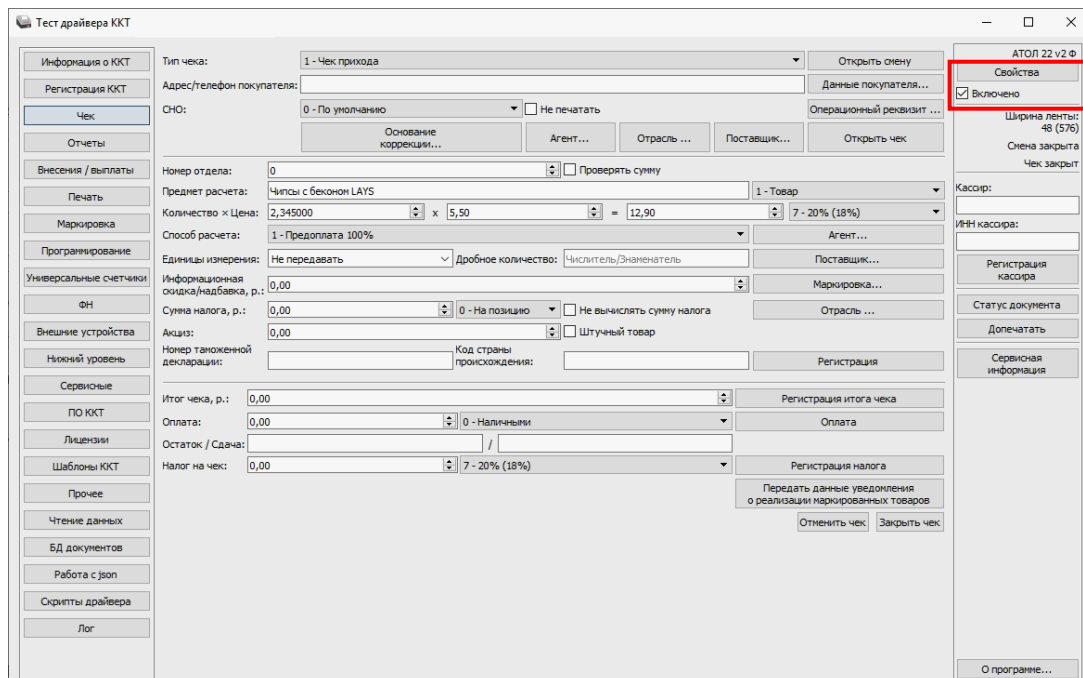 Тест драйвера ККТ
Информация о ККТ
Регистрация ККТ
Чек
Отчеты
Внесения / выплаты
Печать
Маркировка
Программирование
Универсальные счетчики
ФН
Внешние устройства
Нижний уровень
Сервисные
ПО ККТ
Лицензии
Шаблоны ККТ
Прочее
Чтение данных
БД документов
Работа с json
Скрипты драйвера
Лог
Тип чека: 1 - Чек прихода Открыть смену
Адрес/телефон покупателя: Данные покупателя...
СНО: 0 - По умолчанию Не печатать Операционный реквизит ...
Основание
коррекции... Агент... Отрасль ... Поставщик... Открыть чек
Номер отдела: 0 Проверять сумму
Предмет расчета: Чипсы с беконом LAYS 1 - Товар
Количество × Цена: 2,345000 x 5,50 = 12,90 7 - 20% (18%)
Способ расчета: 1 - Предоплата 100% Агент...
Единицы измерения: Не передавать Дробное количество: Числитель/Знаменатель Поставщик...
Информационная
скидка/надбавка, р.: 0,00 Маркировка...
Сумма налога, р.: 0,00 0 - На позицию Не вычислять сумму налога Отрасль ...
Акциз: 0,00 Штучный товар
Номер таможенной
декларации: Код страны
происхождения: Регистрация
Итог чека, р.: 0,00 Регистрация итога чека
Оплата: 0,00 0 - Наличными Оплата
Остаток / Сдача: /
Налог на чек: 0,00 7 - 20% (18%) Регистрация налога
Передать данные уведомления
о реализации маркированных товаров
Отменить чек Закрыть чек
АТОЛ 22 v2 Ф
Свойства
Включено
Ширина ленты:
48 (576)
Смена закрыта
Чек закрыт
Кассир:
ИНН кассира:
Регистрация
кассира
Статус документа
Допечатать
Сервисная
информация
О программе...